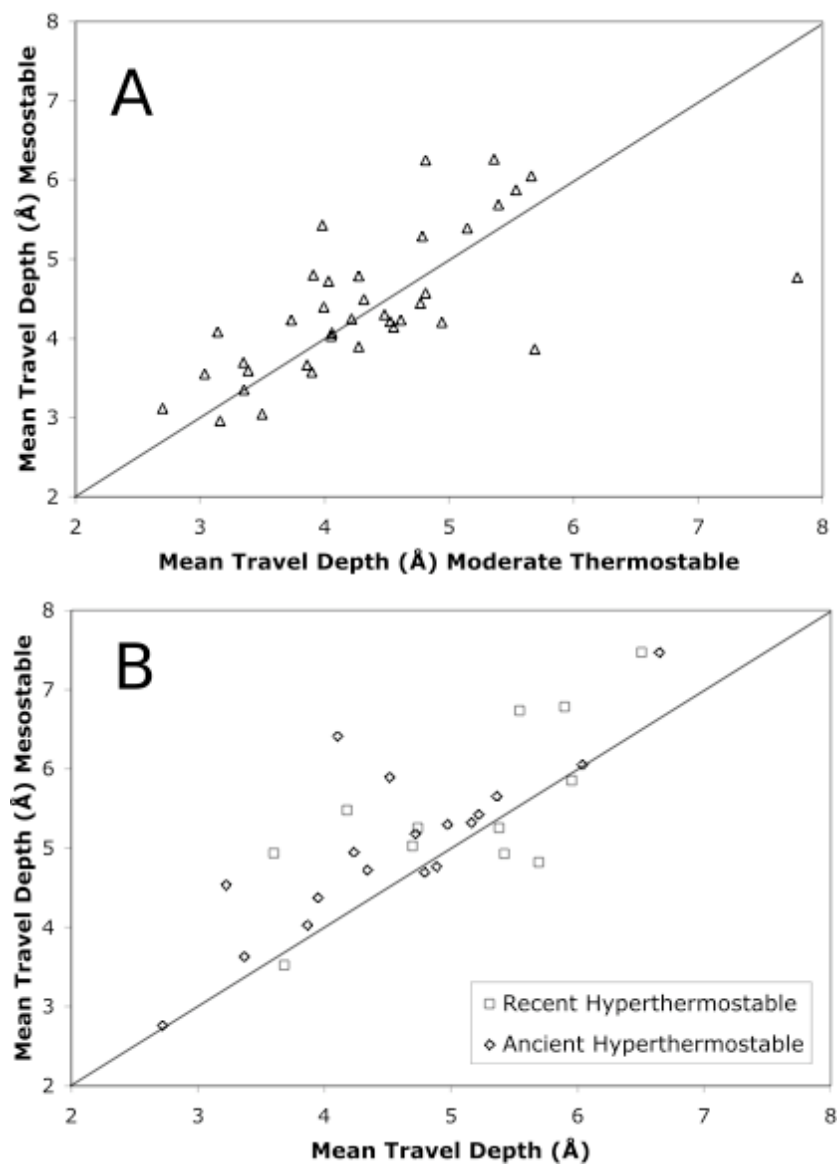 8
7
6
5
4
3
2
Mean Travel Depth (Å) Mesostable
A
2 3 4 5 6 7 8
Mean Travel Depth (Å) Moderate Thermostable
8
7
6
5
4
3
2
Mean Travel Depth (Å) Mesostable
B
Recent Hyperthermostable
Ancient Hyperthermostable
2 3 4 5 6 7 8
Mean Travel Depth (Å)